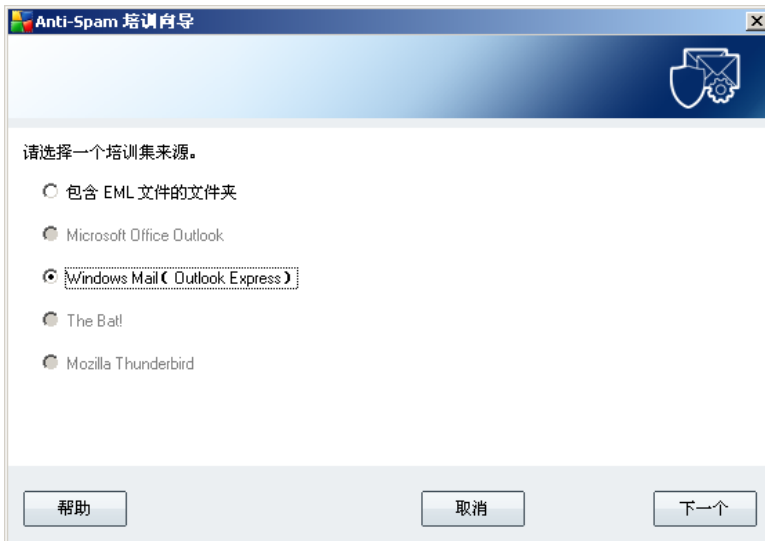 Anti-Spam 培训向导
请选择一个培训集来源。
包含 EML 文件的文件夹
Microsoft Office Outlook
Windows Mail（Outlook Express）
The Bat!
Mozilla Thunderbird
帮助 取消 下一个